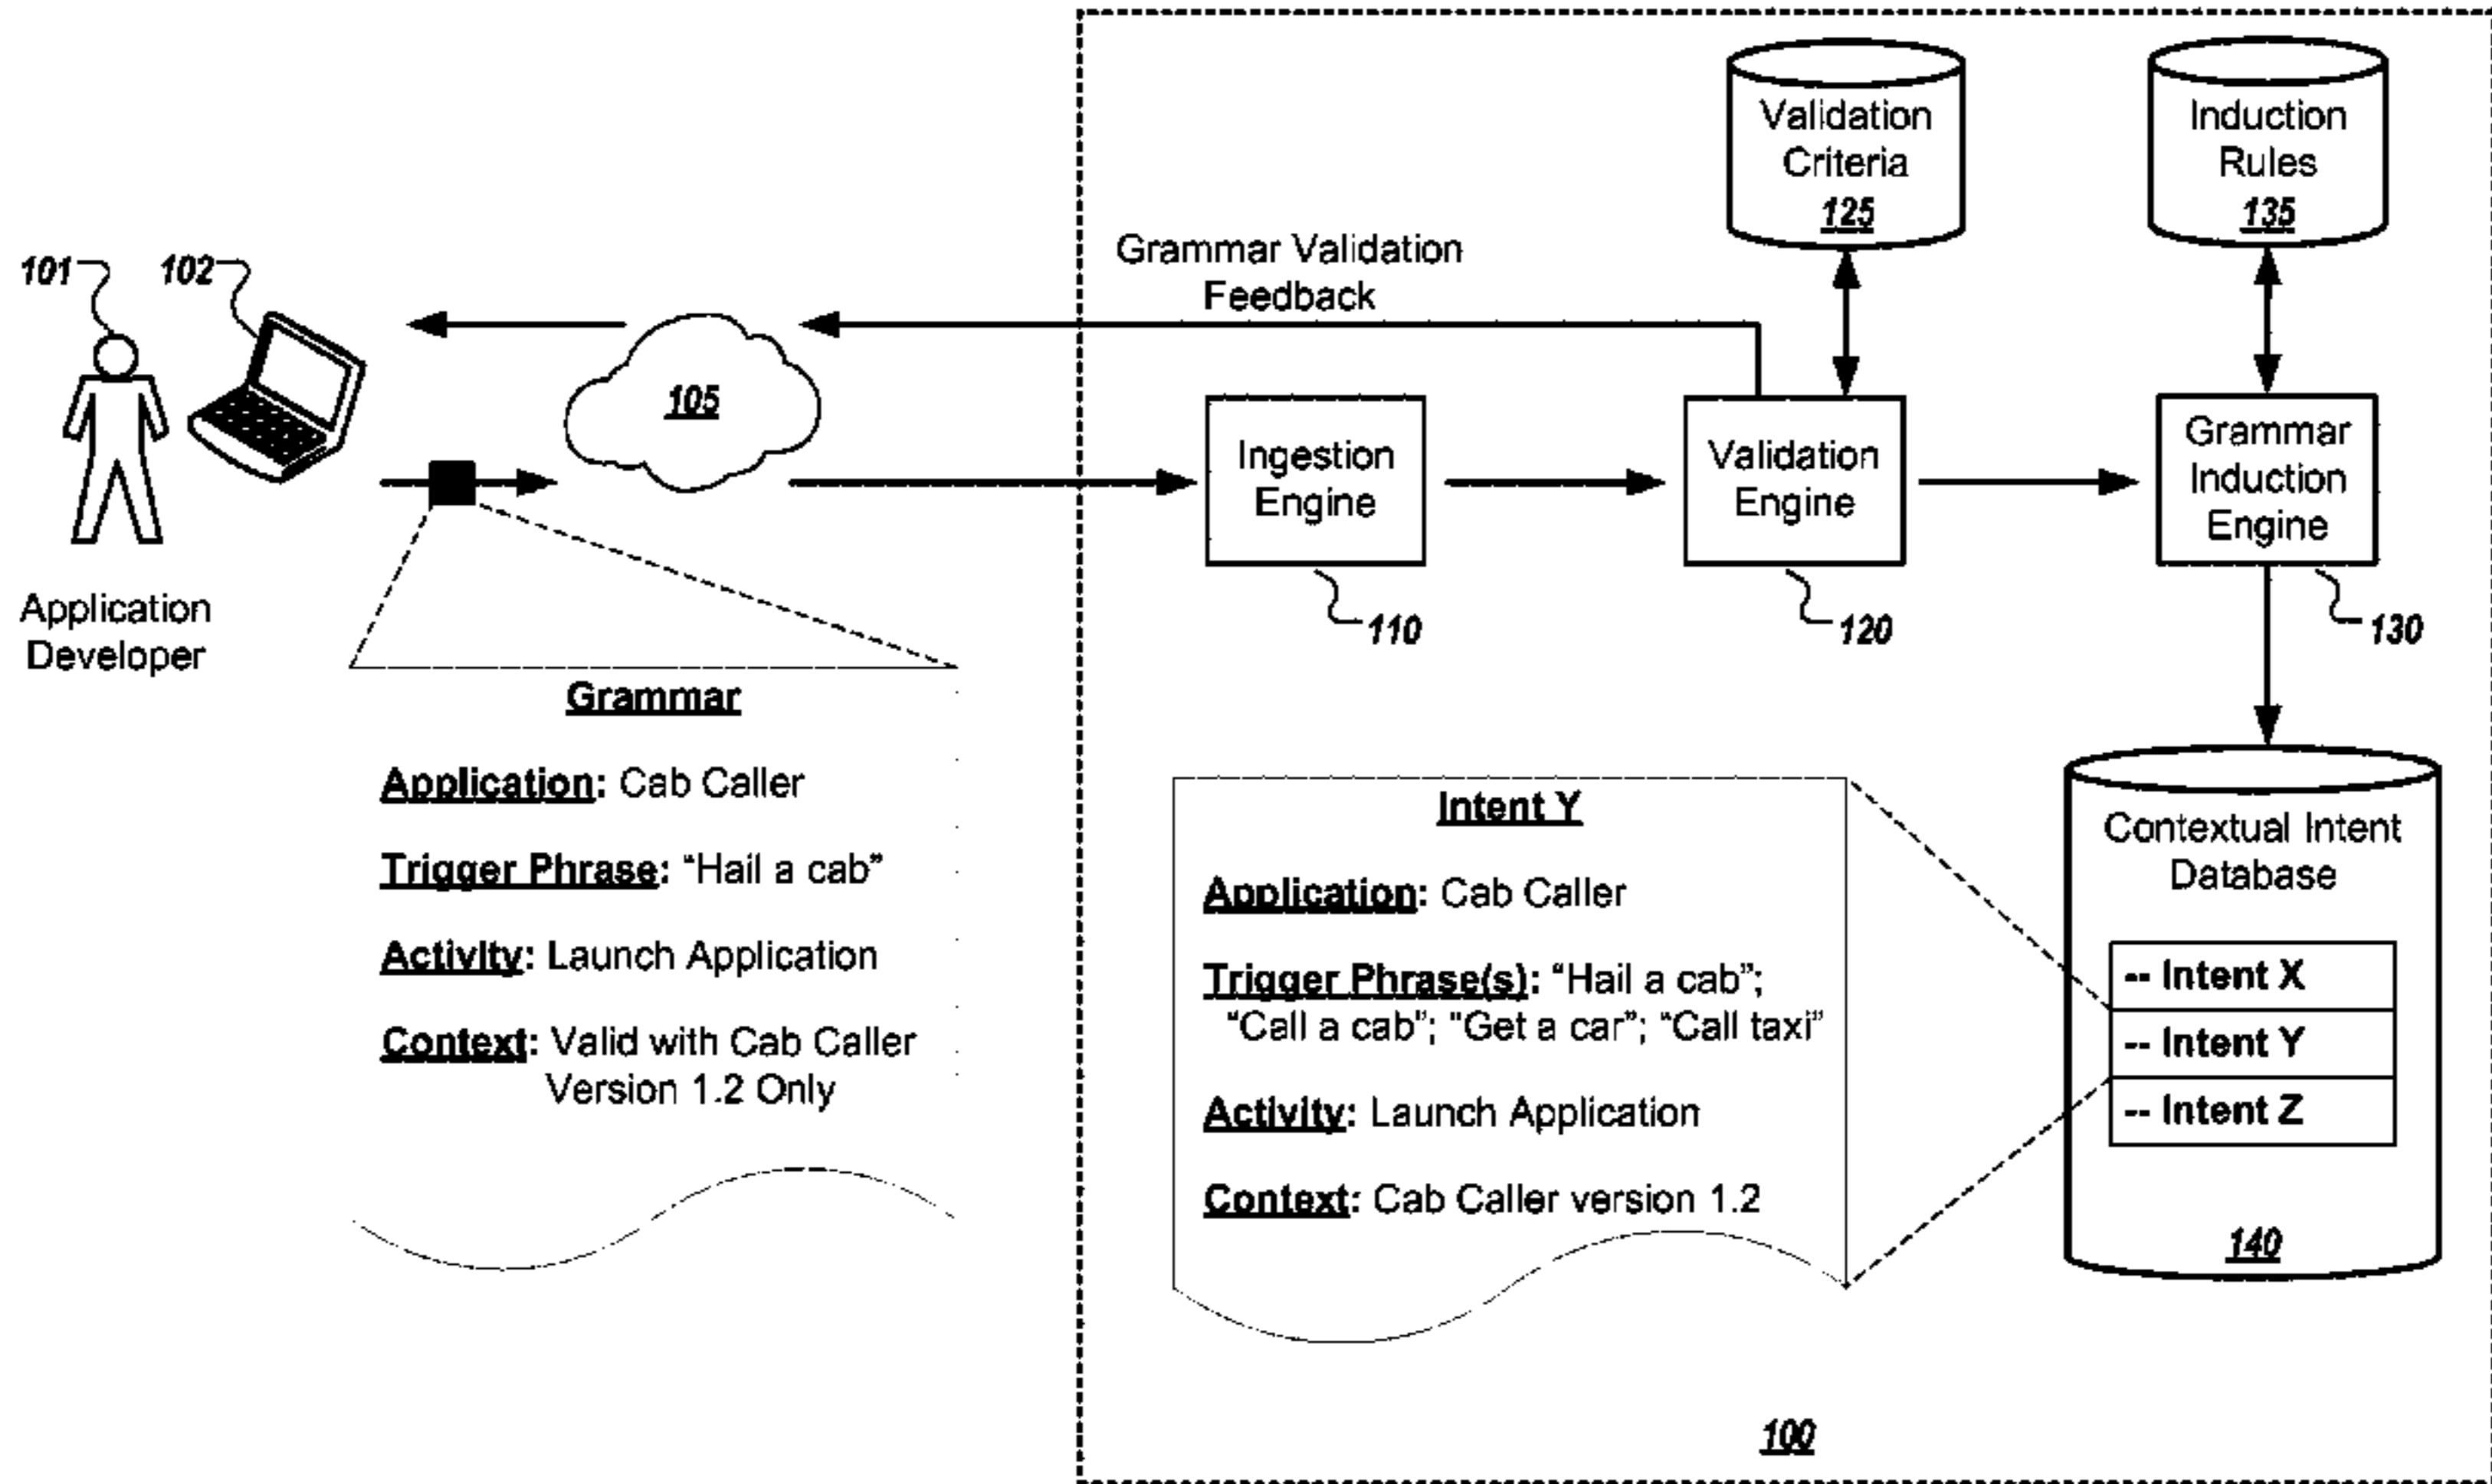 101
102
Application
Developer
105
Grammar Validation
Feedback
Validation
Criteria
125
Induction
Rules
135
Ingestion
Engine
110
Validation
Engine
120
Grammar
Induction
Engine
130
Grammar
Application: Cab Caller
Trigger Phrase: “Hail a cab”
Activity: Launch Application
Context: Valid with Cab Caller
Version 1.2 Only
Intent Y
Application: Cab Caller
Trigger Phrase(s): “Hail a cab”;
“Call a cab”; “Get a car”; “Call taxi”
Activity: Launch Application
Context: Cab Caller version 1.2
Contextual Intent
Database
-- Intent X
-- Intent Y
-- Intent Z
140
100